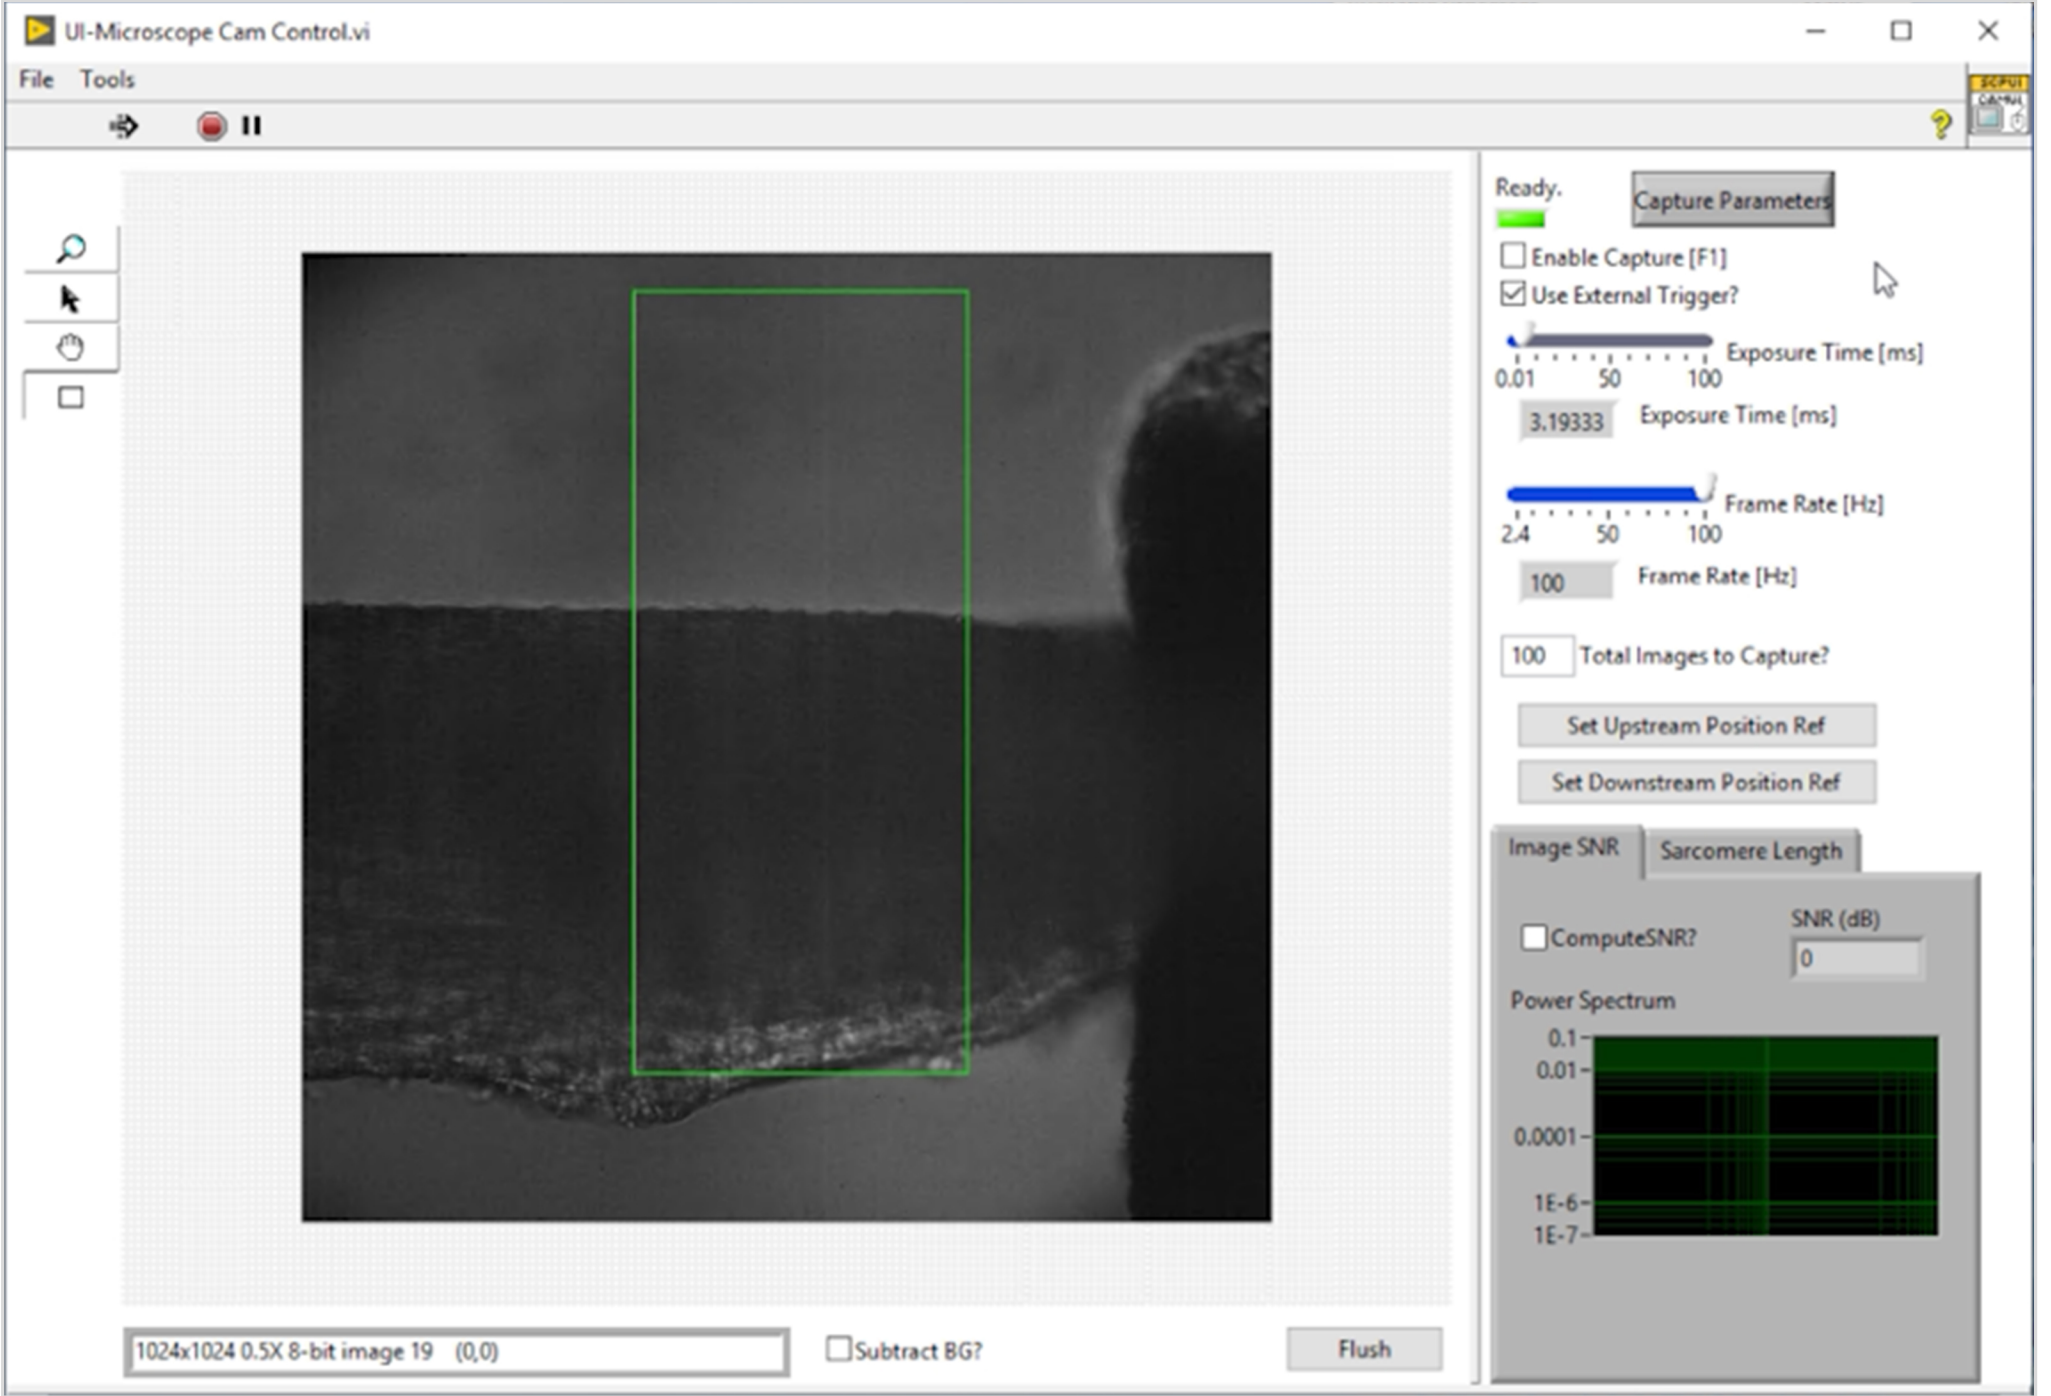 UI-Microscope Cam Control.vi
File Tools
Ready.
Capture Parameters
Enable Capture [F1]
Use External Trigger?
Exposure Time [ms]
0.01 50 100
3.19333 Exposure Time [ms]
Frame Rate [Hz]
2.4 50 100
100 Frame Rate [Hz]
100 Total Images to Capture?
Set Upstream Position Ref
Set Downstream Position Ref
Image SNR Sarcomere Length
SNR (dB)
ComputeSNR?
0
Power Spectrum
0.1
0.01
0.0001
1E-6
1E-7
1024x1024 0.5X 8-bit image 19 (0,0)
Subtract BG?
Flush